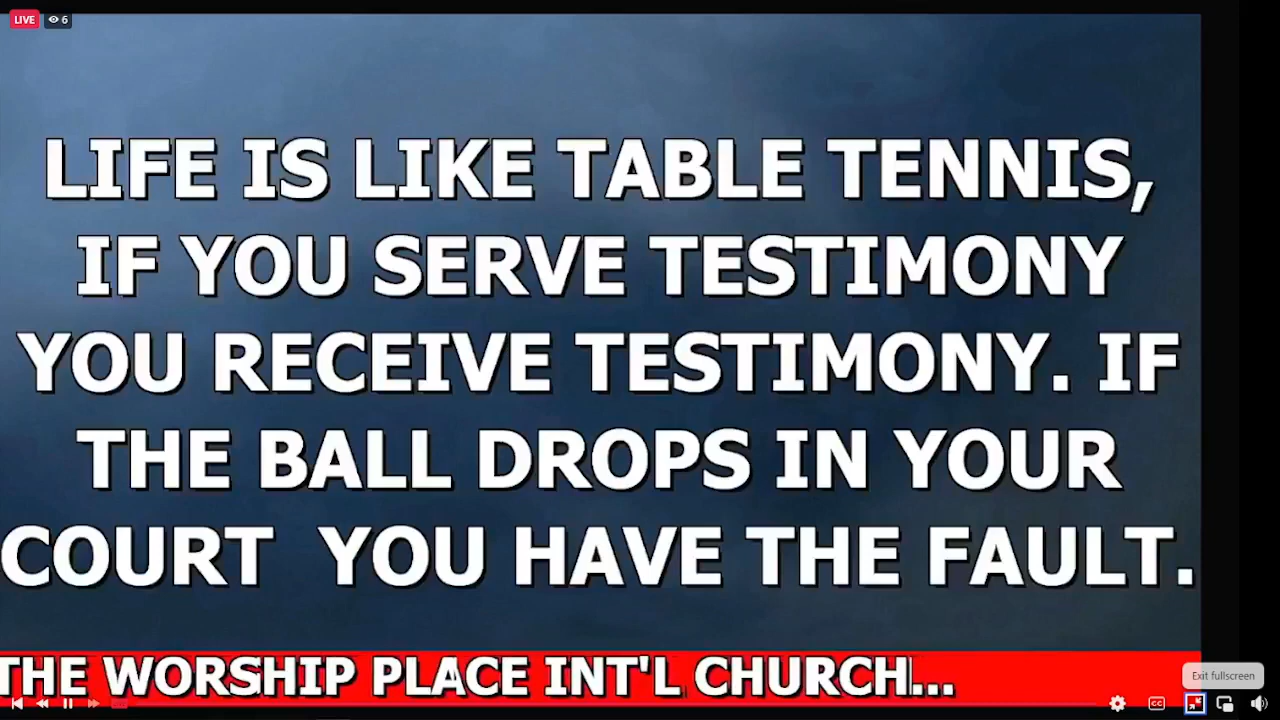 LIVE 6
LIFE IS LIKE TABLE TENNIS,
IF YOU SERVE TESTIMONY
YOU RECEIVE TESTIMONY. IF
THE BALL DROPS IN YOUR
COURT YOU HAVE THE FAULT.
THE WORSHIP PLACE INT'L CHURCH...
Exit fullscreen
CC